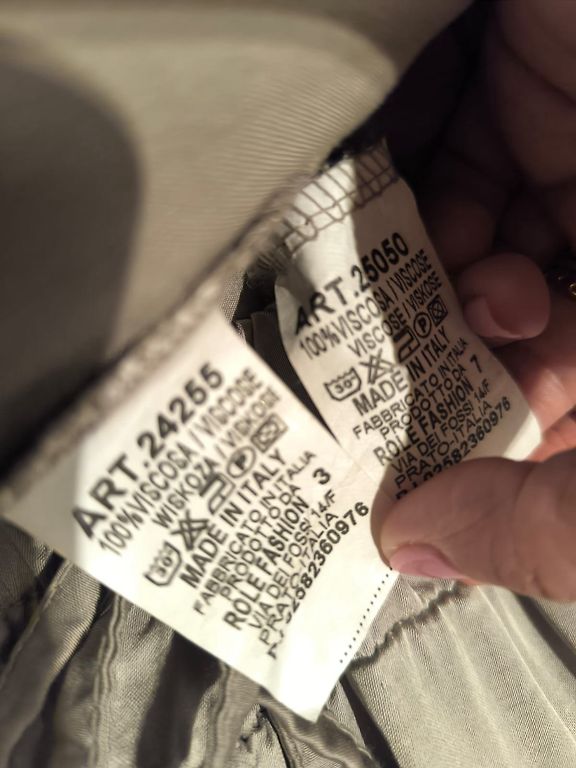 ART.24255
100%VISCOSA / VISCOSE
WISKOZA / VISKOSE
30
MADE IN ITALY
FABBRICATO IN ITALIA
PRODOTTO DA 3
ROLE FASHION
VIA DEI FOSSI 14/F
PRATO, ITALIA
02582360976
ART.25050
100%VISCOSA / VISCOSE
VISCOSE / VISKOSE
30
MADE IN ITALY
FABBRICATO IN ITALIA
PRODOTTO DA 7
ROLE FASHION
VIA DEI FOSSI 14/F
PRATO, ITALIA
P.I 02582360976